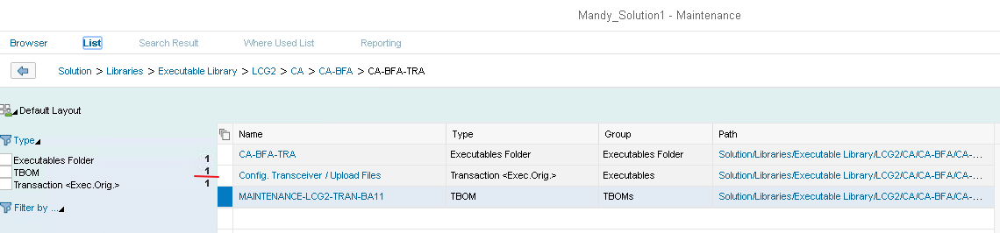 Mandy_Solution1 - Maintenance
Browser List Search Result Where Used List Reporting
Solution > Libraries > Executable Library > LCG2 > CA > CA-BFA > CA-BFA-TRA
Default Layout
Type
Executables Folder 1
TBOM 1
Transaction <Exec.Orig.> 1
Filter by ...
Name Type Group Path
CA-BFA-TRA Executables Folder Executables Folder Solution/Libraries/Executable Library/LCG2/CA/CA-BFA/CA-...
Config. Transceiver / Upload Files Transaction <Exec.Orig.> Executables Solution/Libraries/Executable Library/LCG2/CA/CA-BFA/CA-...
MAINTENANCE-LCG2-TRAN-BA11 TBOM TBOMs Solution/Libraries/Executable Library/LCG2/CA/CA-BFA/CA-...